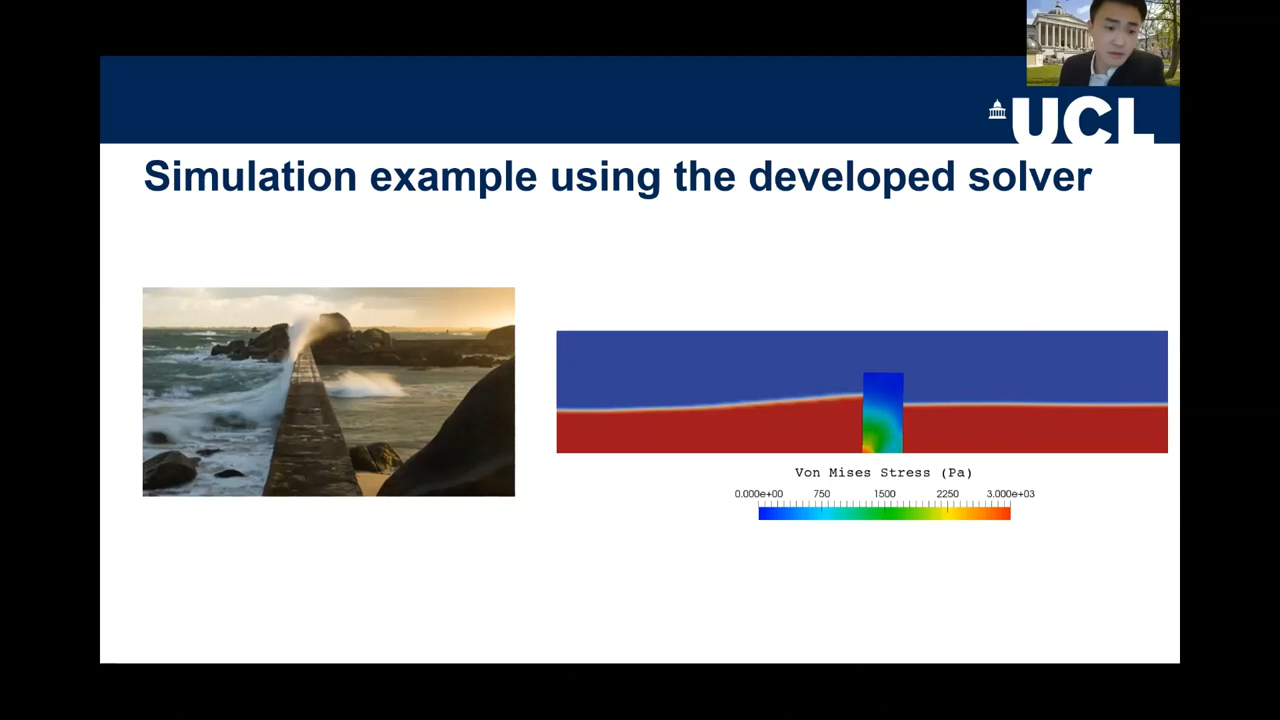 UCL
Simulation example using the developed solver
Von Mises Stress (Pa)
0.000e+00 750 1500 2250 3.000e+03